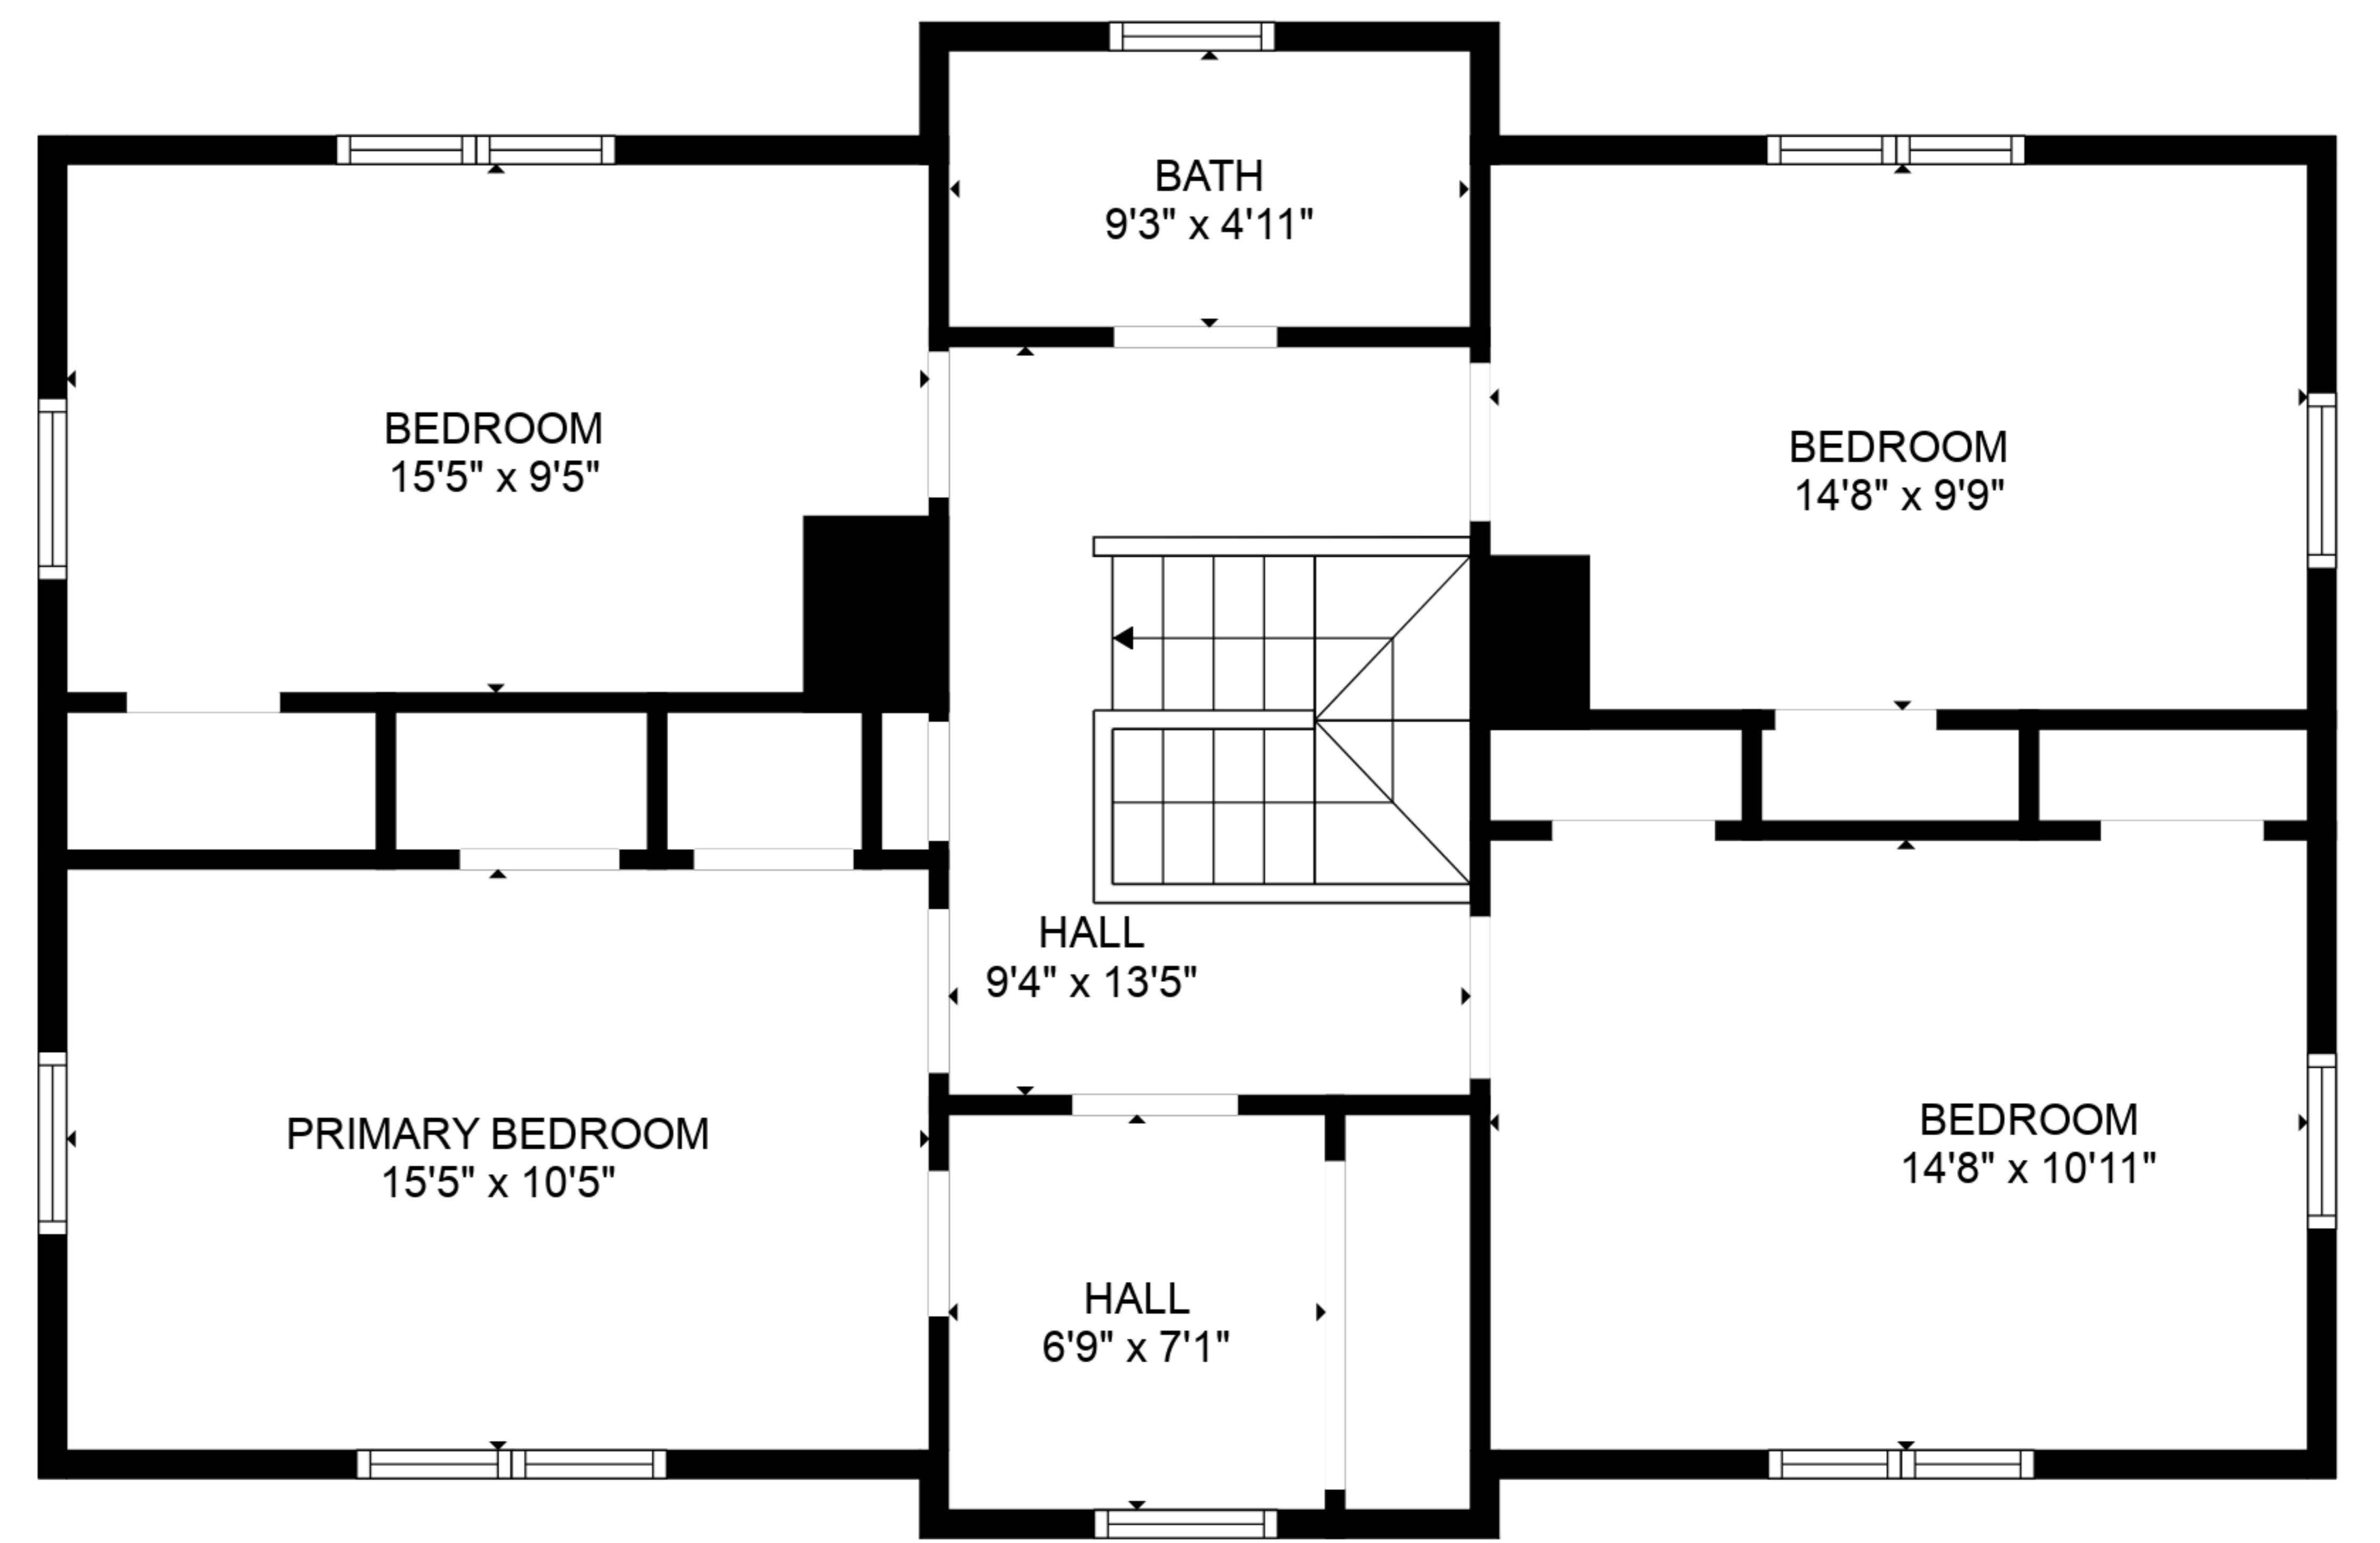 BATH
9'3" x 4'11"
BEDROOM
15'5" x 9'5"
BEDROOM
14'8" x 9'9"
HALL
9'4" x 13'5"
PRIMARY BEDROOM
15'5" x 10'5"
BEDROOM
14'8" x 10'11"
HALL
6'9" x 7'1"